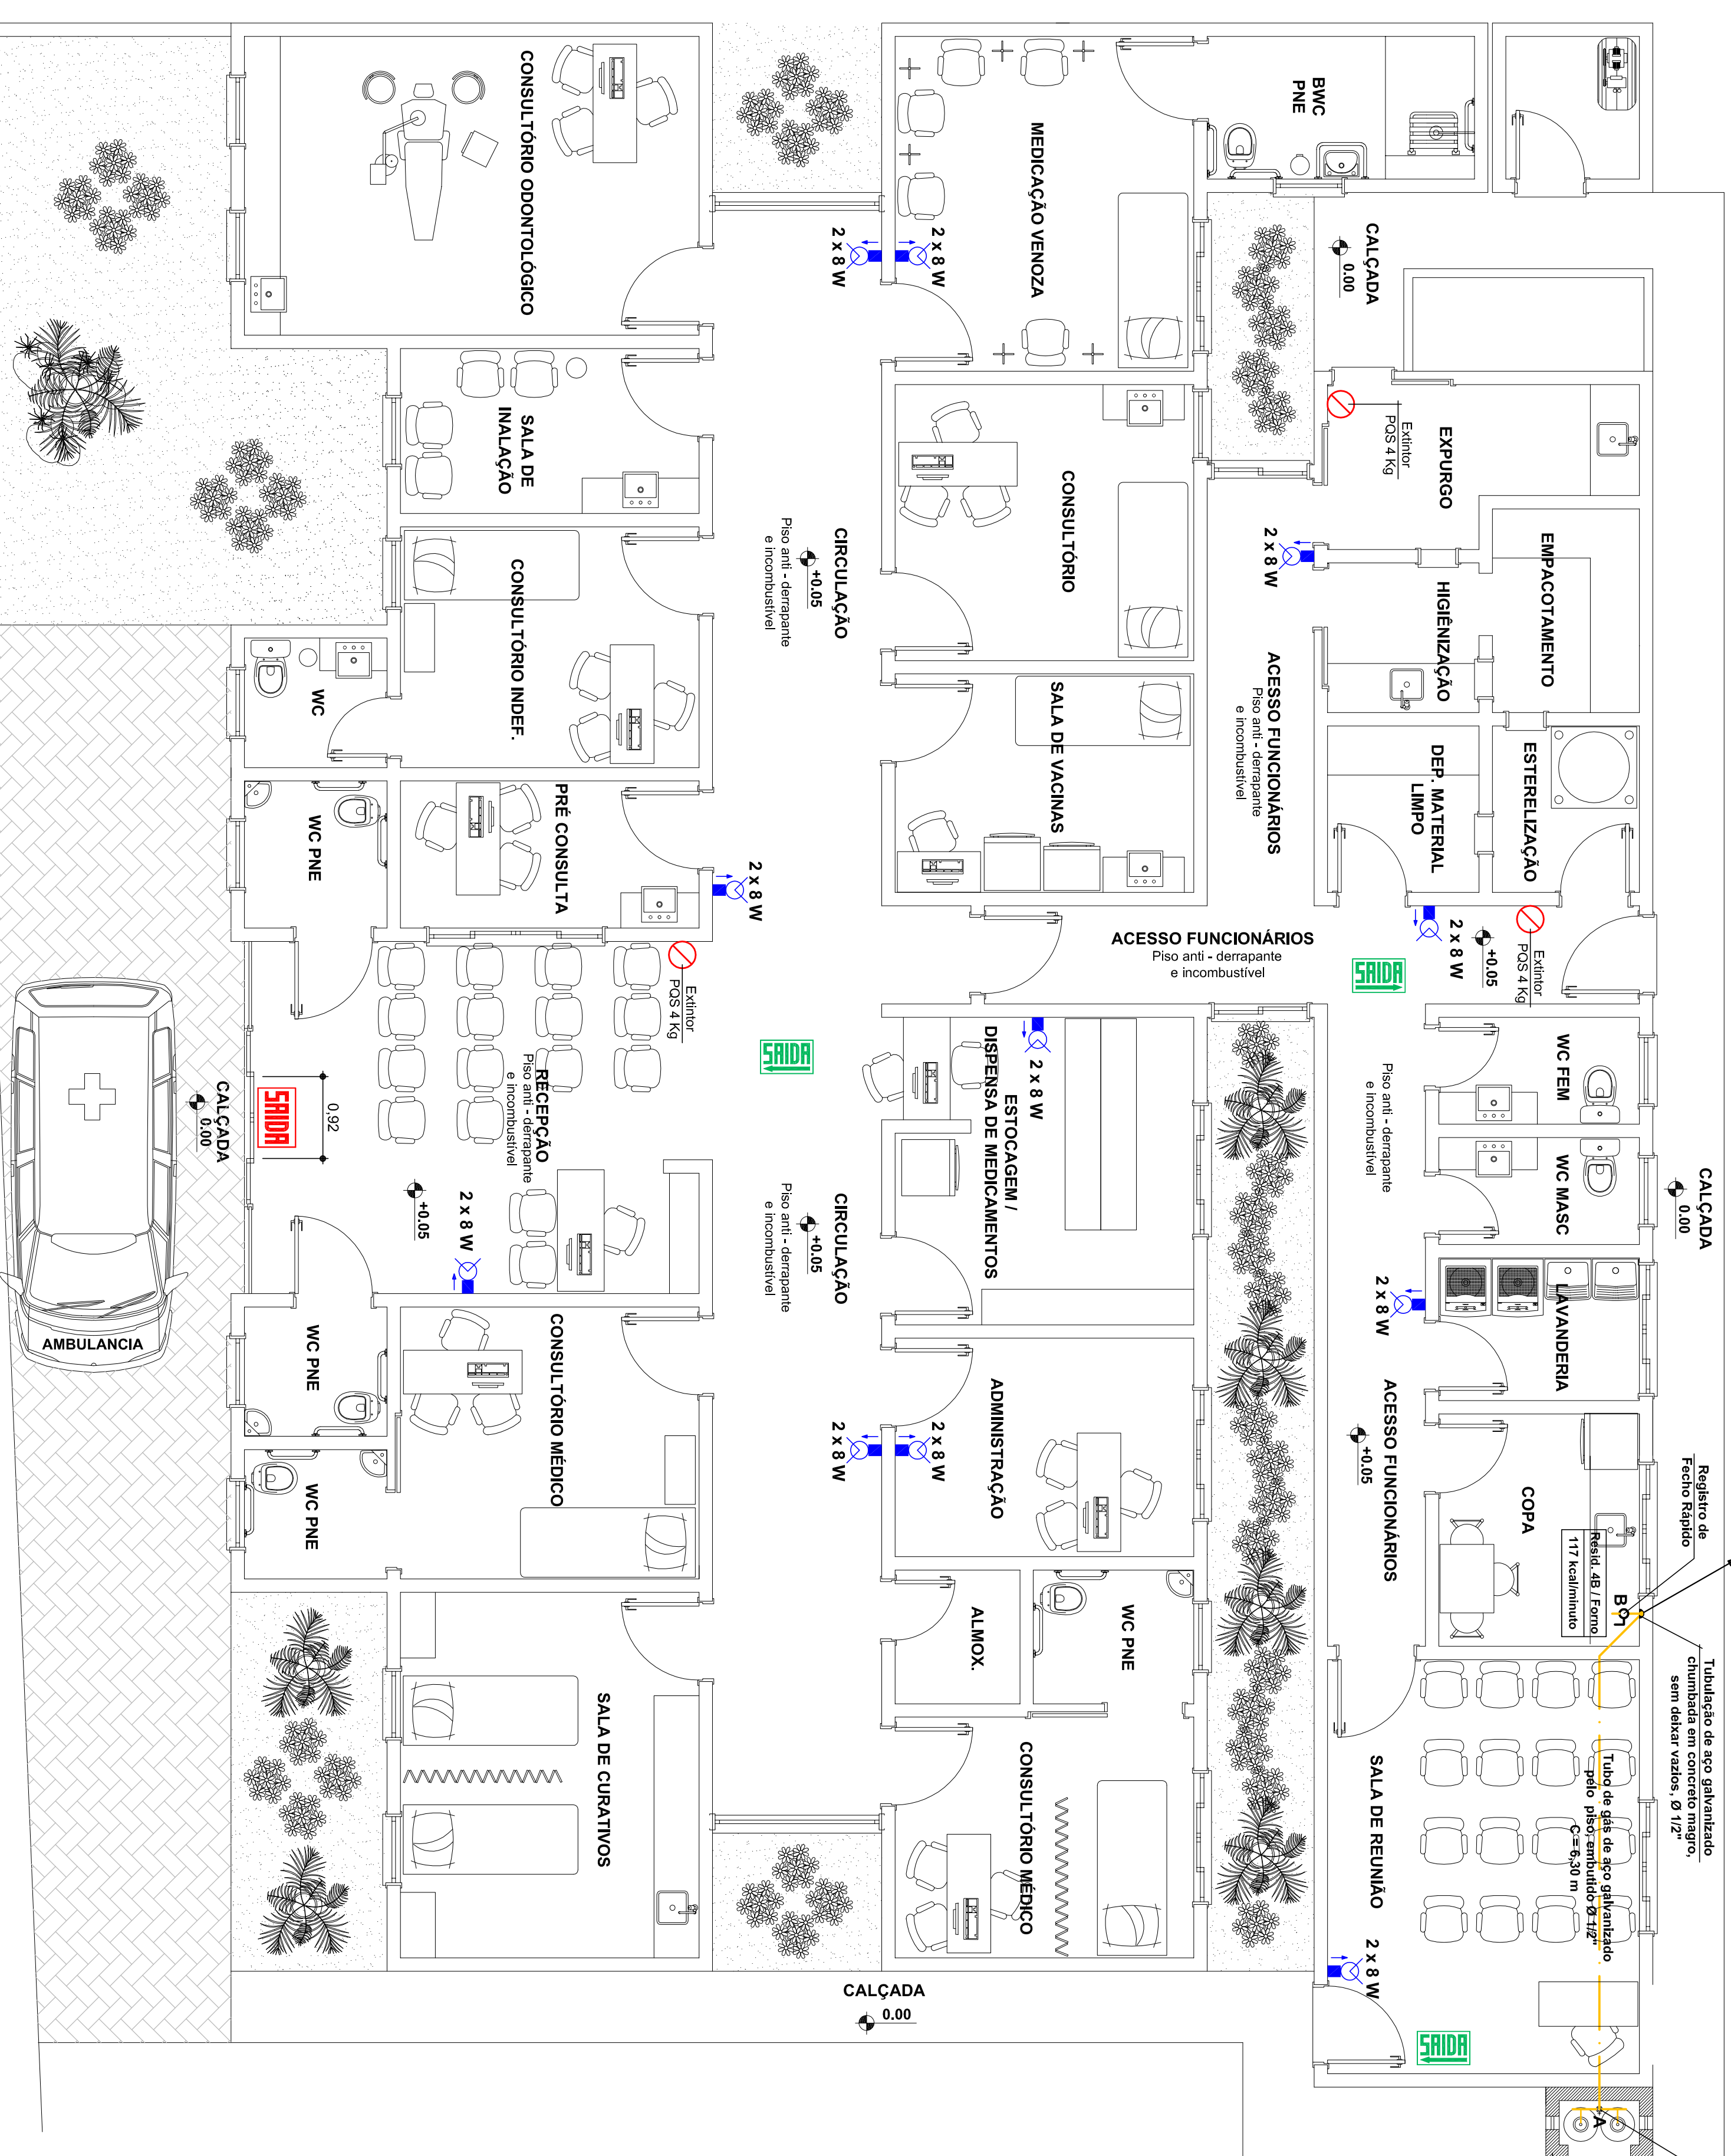 CONSULTÓRIO ODONTOLÓGICO
SALA DE
INALAÇÃO
CONSULTÓRIO INDEF.
WC
WC PNE
PRÉ CONSULTA
2 x 8 W
Extintor
PQS 4 Kg
RECEPÇÃO
Piso anti - derrapante
e incombustível
0,92
SAIDA
CALÇADA
0.00
AMBULANCIA
+0.05
2 x 8 W
WC PNE
CONSULTÓRIO MÉDICO
WC PNE
SALA DE CURATIVOS
2 x 8 W
2 x 8 W
CIRCULAÇÃO
+0.05
Piso anti - derrapante
e incombustível
SAIDA
CIRCULAÇÃO
+0.05
Piso anti - derrapante
e incombustível
2 x 8 W
2 x 8 W
MEDICAÇÃO VENOZA
BWC
PNE
CONSULTÓRIO
SALA DE VACINAS
ACESSO FUNCIONÁRIOS
Piso anti - derrapante
e incombustível
ESTOCAGEM /
DISPENSA DE MEDICAMENTOS
2 x 8 W
ADMINISTRAÇÃO
ALMOX.
WC PNE
CONSULTÓRIO MÉDICO
CALÇADA
0.00
CALÇADA
0.00
Extintor
PQS 4 Kg
EXPURGO
2 x 8 W
EMPACOTAMENTO
HIGIÊNIZAÇÃO
ACESSO FUNCIONÁRIOS
Piso anti - derrapante
e incombustível
DEP. MATERIAL
LIMPO
ESTERELIZAÇÃO
2 x 8 W
+0.05
Extintor
PQS 4 Kg
SAIDA
Piso anti - derrapante
e incombustível
WC FEM
WC MASC
CALÇADA
0.00
LAVANDERIA
2 x 8 W
ACESSO FUNCIONÁRIOS
+0.05
COPA
Resid. 4B / Forno
117 kcal/minuto
B
Registro de
Fecho Rápido
Tubulação de aço galvanizado
chumbada em concreto magro,
sem deixar vazios, Ø 1/2"
Tubo de gás de aço galvanizado
pelo piso, embutido Ø 1/2"
C = 6,30 m
SALA DE REUNIÃO
2 x 8 W
SAIDA
A